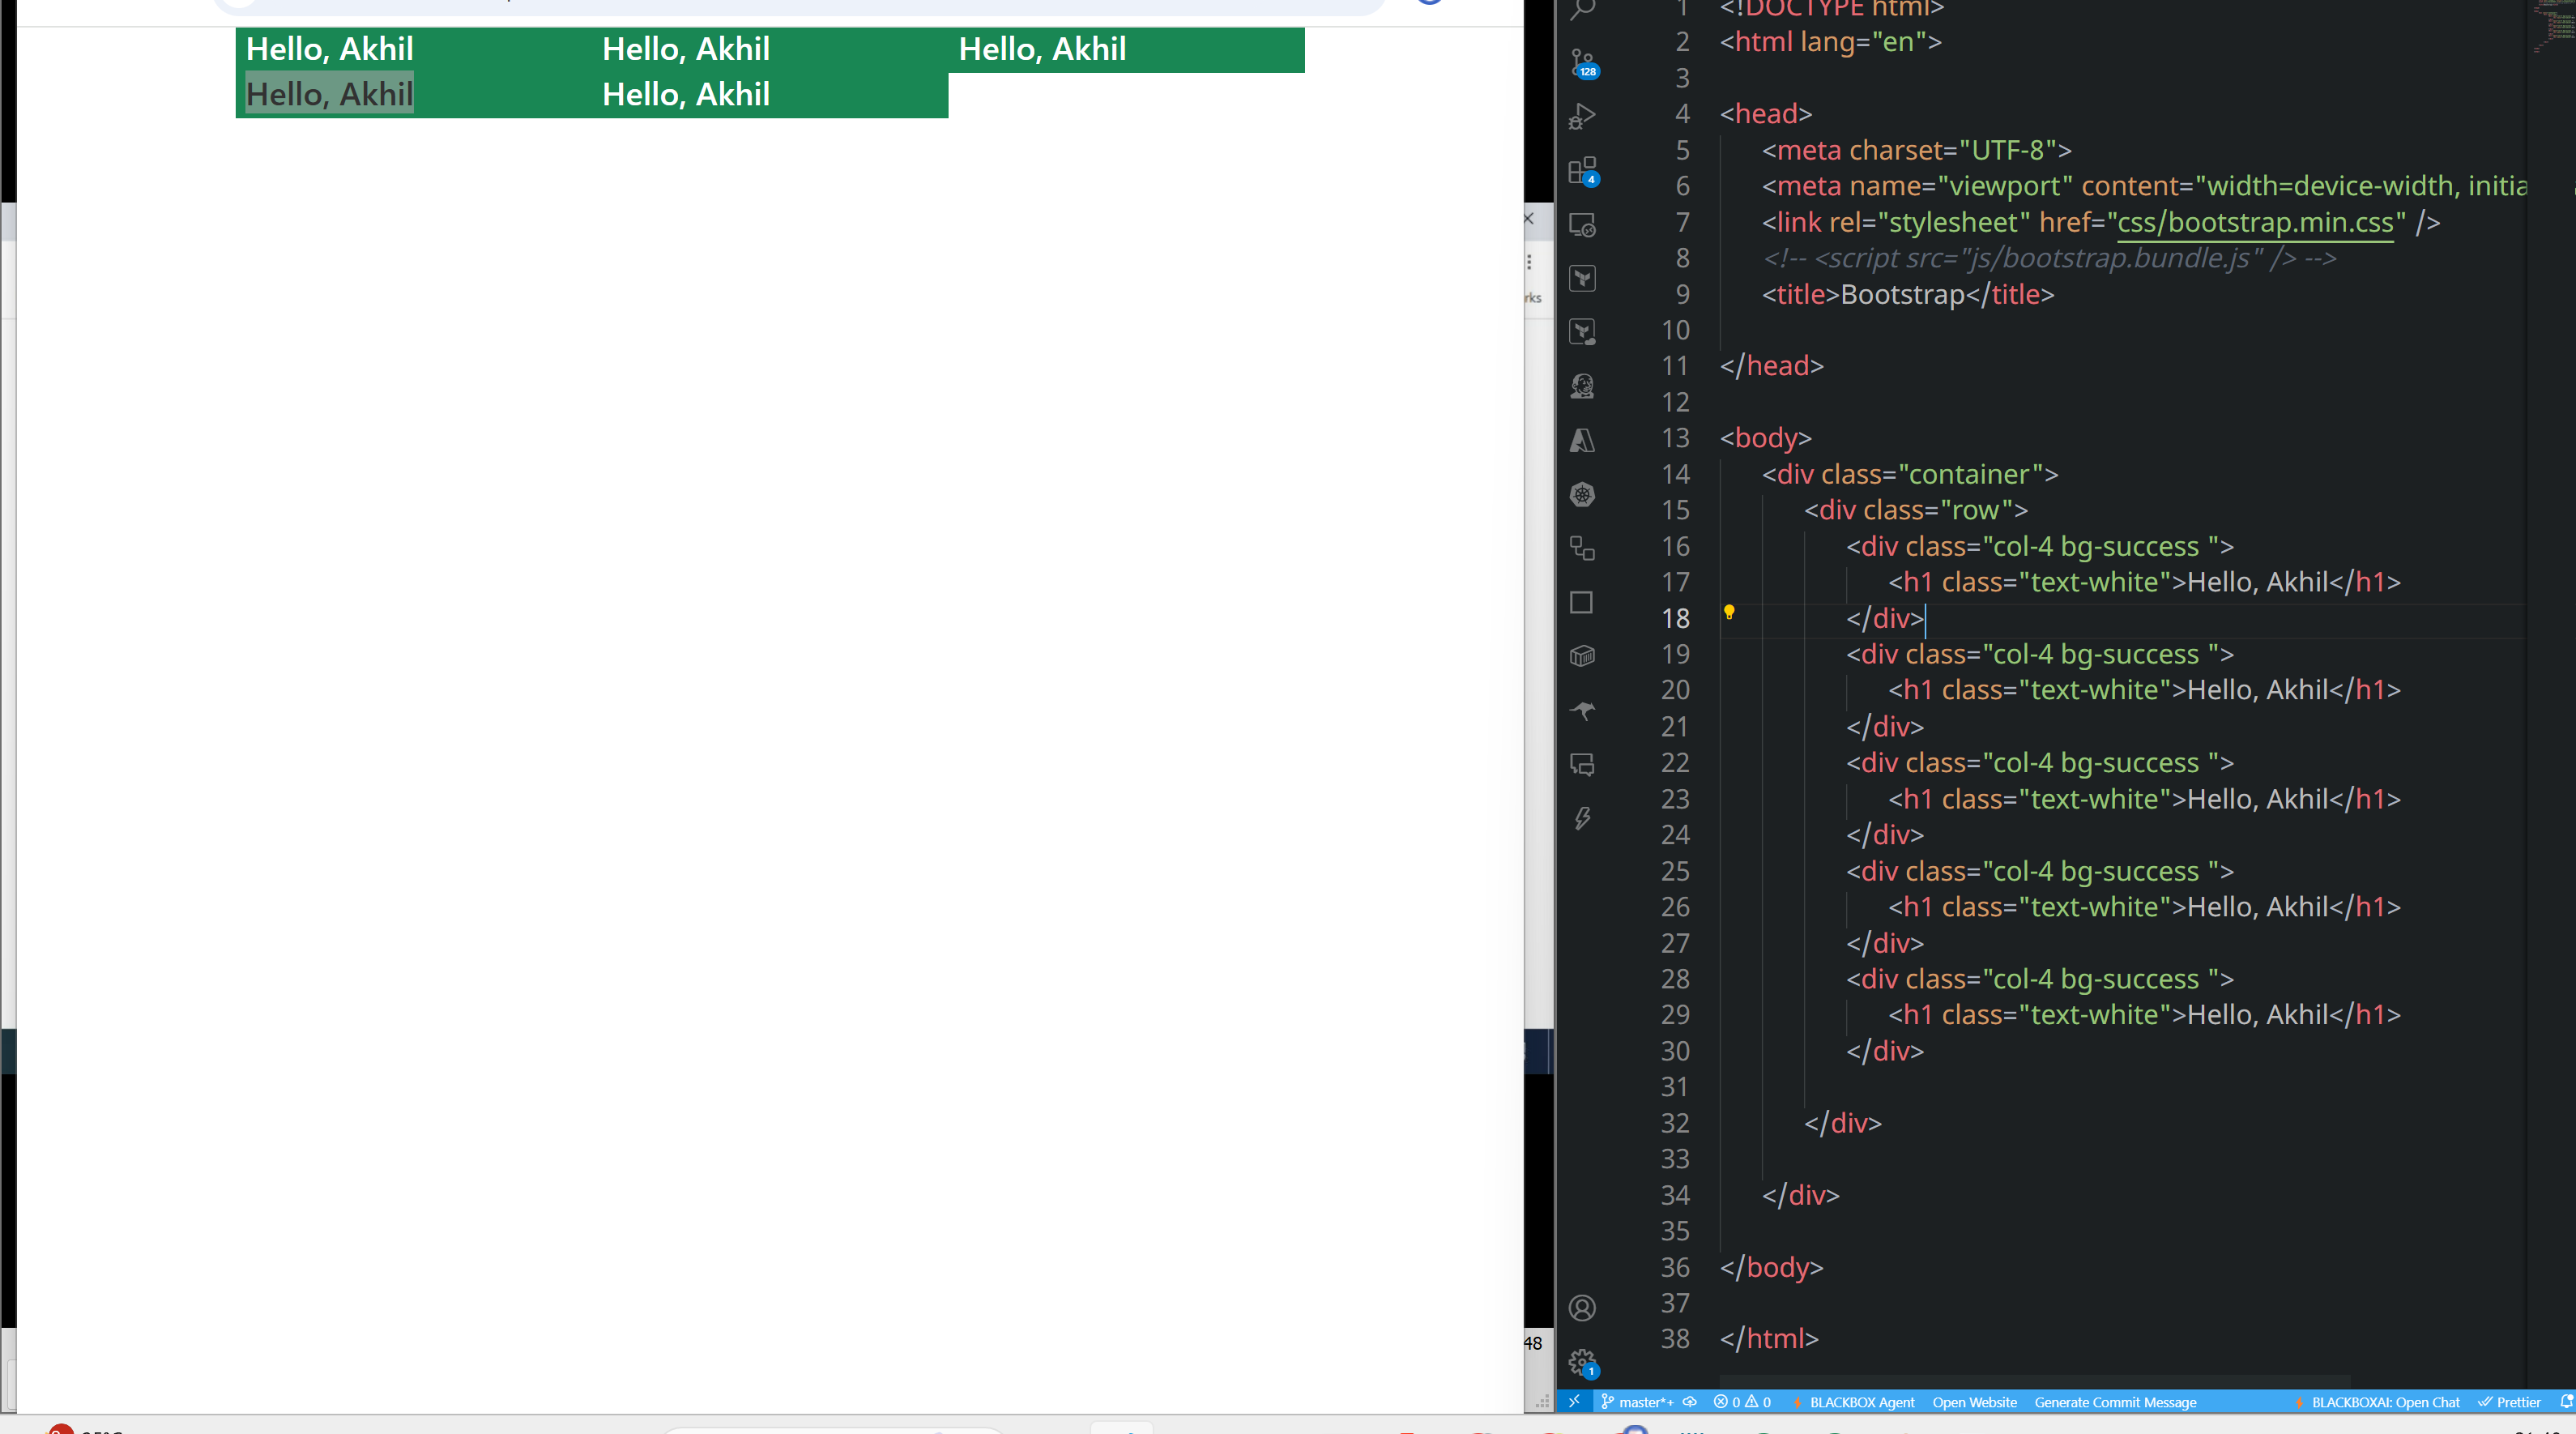 Hello, Akhil Hello, Akhil Hello, Akhil
Hello, Akhil Hello, Akhil
rks
48
128
4
1
1 <!DOCTYPE html>
2 <html lang="en">
3
4 <head>
5 <meta charset="UTF-8">
6 <meta name="viewport" content="width=device-width, initia
7 <link rel="stylesheet" href="css/bootstrap.min.css" />
8 <!-- <script src="js/bootstrap.bundle.js" /> -->
9 <title>Bootstrap</title>
10
11 </head>
12
13 <body>
14 <div class="container">
15 <div class="row">
16 <div class="col-4 bg-success ">
17 <h1 class="text-white">Hello, Akhil</h1>
18 </div>
19 <div class="col-4 bg-success ">
20 <h1 class="text-white">Hello, Akhil</h1>
21 </div>
22 <div class="col-4 bg-success ">
23 <h1 class="text-white">Hello, Akhil</h1>
24 </div>
25 <div class="col-4 bg-success ">
26 <h1 class="text-white">Hello, Akhil</h1>
27 </div>
28 <div class="col-4 bg-success ">
29 <h1 class="text-white">Hello, Akhil</h1>
30 </div>
31
32 </div>
33
34 </div>
35
36 </body>
37
38 </html>
master*+ 0 0 BLACKBOX Agent Open Website Generate Commit Message BLACKBOXAI: Open Chat Prettier